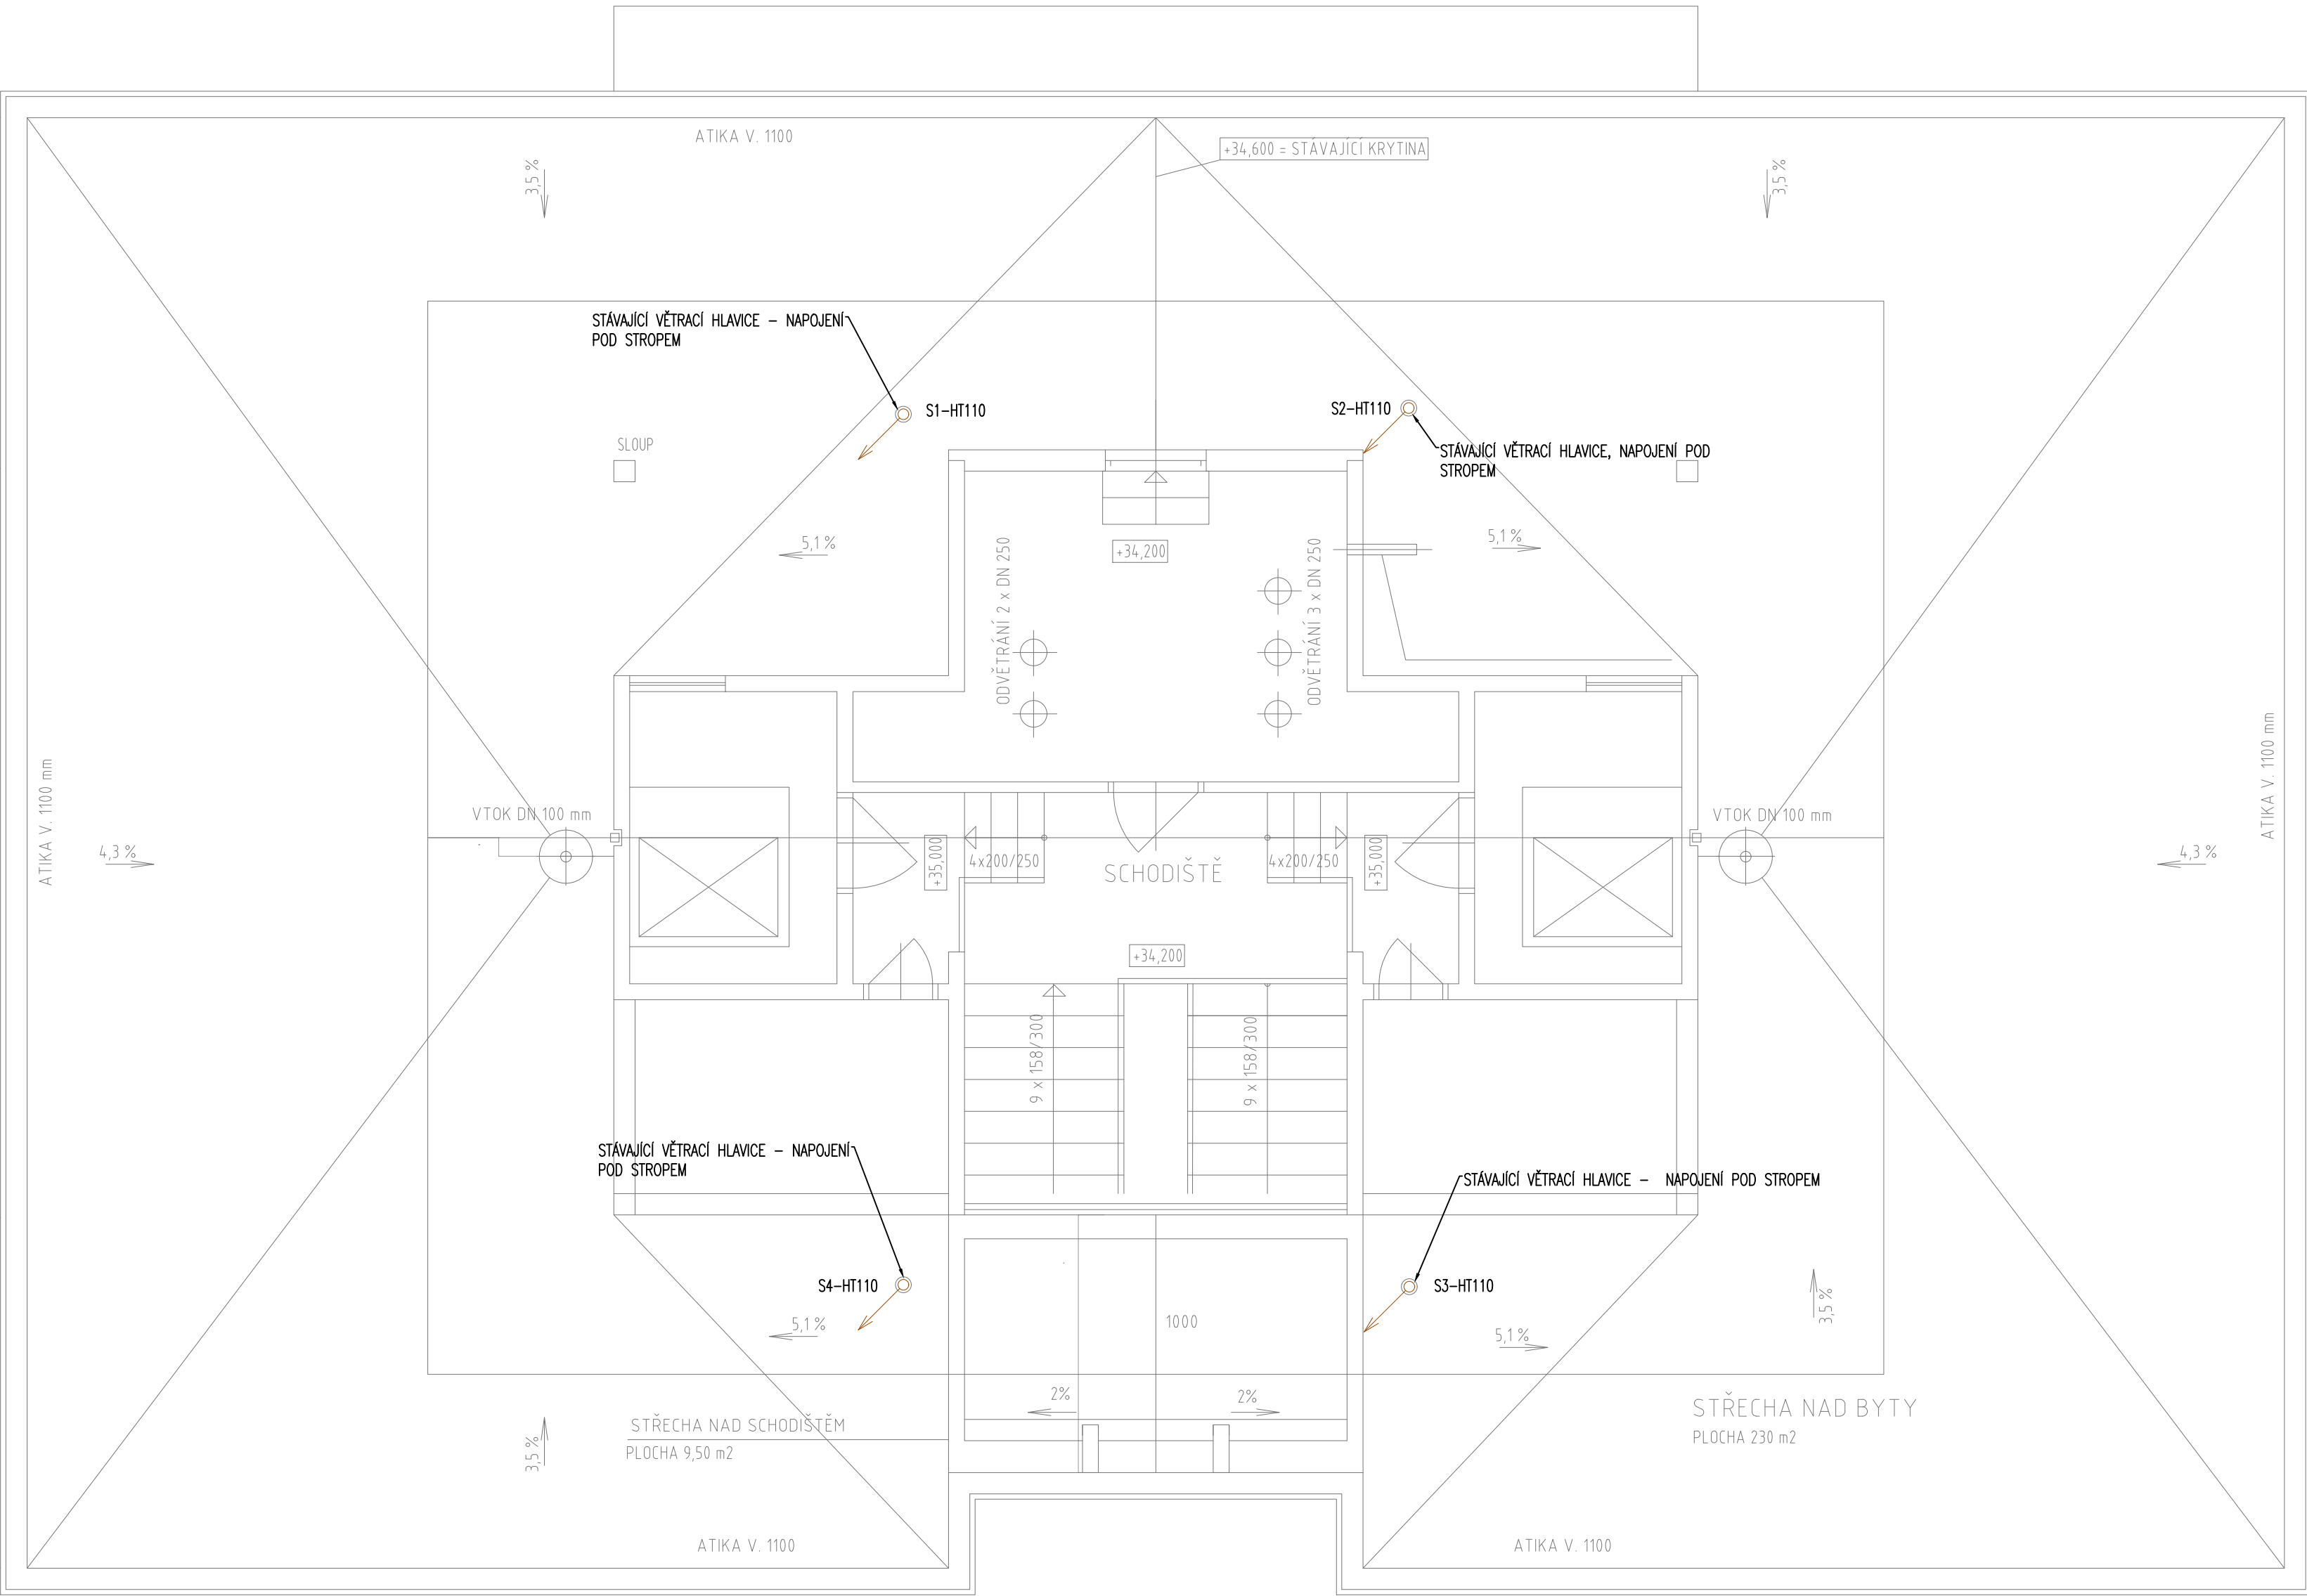 ATIKA V. 1100
+34,600 = STÁVAJÍCÍ KRYTINA
3,5 %
3,5 %
STÁVAJÍCÍ VĚTRACÍ HLAVICE – NAPOJENÍ
POD STROPEM
S1–HT110
S2–HT110
SLOUP
STÁVAJÍCÍ VĚTRACÍ HLAVICE, NAPOJENÍ POD
STROPEM
5,1 %
+34,200
5,1 %
ODVĚTRÁNÍ 2 x DN 250
ODVĚTRÁNÍ 3 x DN 250
ATIKA V. 1100 mm
VTOK DN 100 mm
VTOK DN 100 mm
ATIKA V. 1100 mm
4,3 %
+35,000
4x200/250
SCHODIŠTĚ
4x200/250
+35,000
4,3 %
+34,200
9 x 158/300
9 x 158/300
STÁVAJÍCÍ VĚTRACÍ HLAVICE – NAPOJENÍ
POD STROPEM
STÁVAJÍCÍ VĚTRACÍ HLAVICE – NAPOJENÍ POD STROPEM
S4–HT110
S3–HT110
5,1 %
1000
5,1 %
3,5 %
2%
2%
STŘECHA NAD SCHODIŠTĚM
PLOCHA 9,50 m2
STŘECHA NAD BYTY
PLOCHA 230 m2
3,5 %
ATIKA V. 1100
ATIKA V. 1100